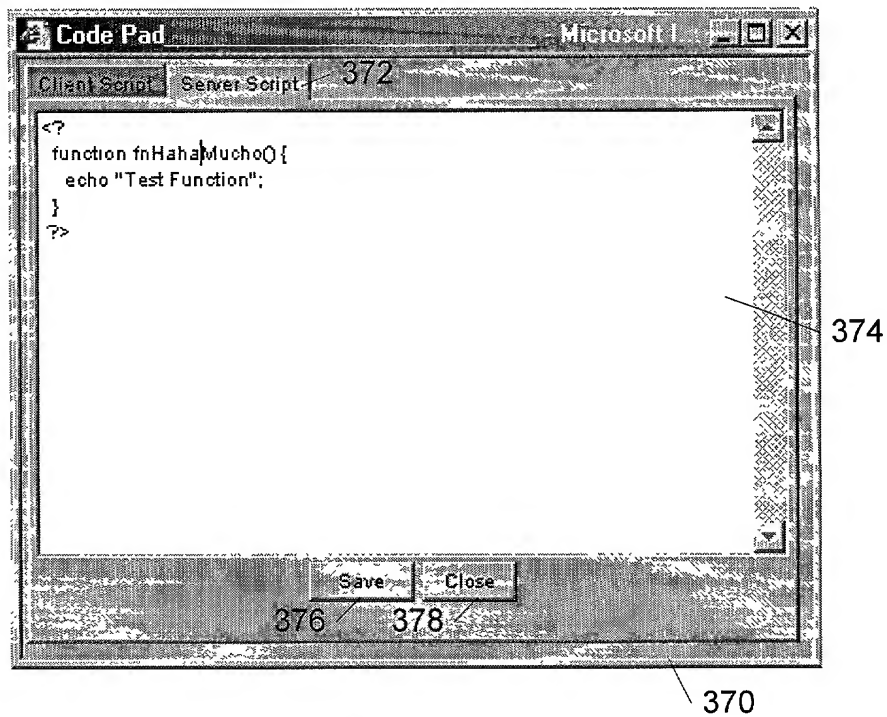 Code Pad - Microsoft I...
Client Script Server Script 372
<?
function fnHahaMucho() {
echo "Test Function";
}
?>
374
Save Close
376 378
370